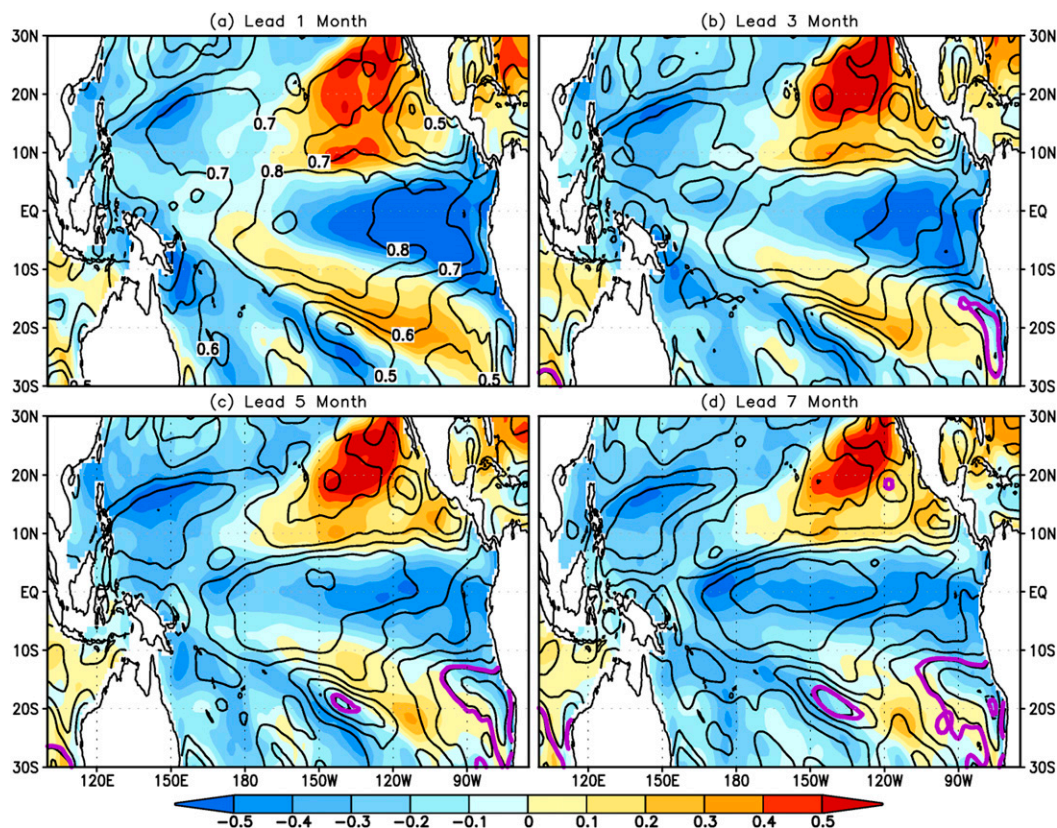 (a) Lead 1 Month
(b) Lead 3 Month
30N
20N
10N
EQ
10S
20S
30S
0.7
0.5
0.7
0.7
0.8
0.8
0.7
0.6
0.6
0.5
0.5
0.5
30N
20N
10N
EQ
10S
20S
30S
(c) Lead 5 Month
(d) Lead 7 Month
30N
20N
10N
EQ
10S
20S
30S
30N
20N
10N
EQ
10S
20S
30S
120E 150E 180 150W 120W 90W
120E 150E 180 150W 120W 90W
-0.5 -0.4 -0.3 -0.2 -0.1 0 0.1 0.2 0.3 0.4 0.5